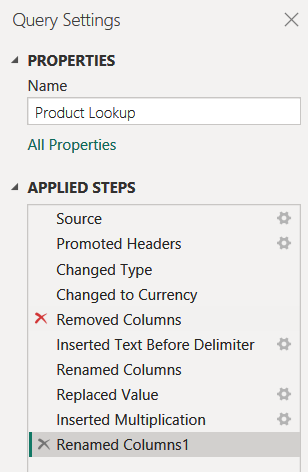 Query Settings
PROPERTIES
Name
Product Lookup
All Properties
APPLIED STEPS
Source
Promoted Headers
Changed Type
Changed to Currency
Removed Columns
Inserted Text Before Delimiter
Renamed Columns
Replaced Value
Inserted Multiplication
Renamed Columns1